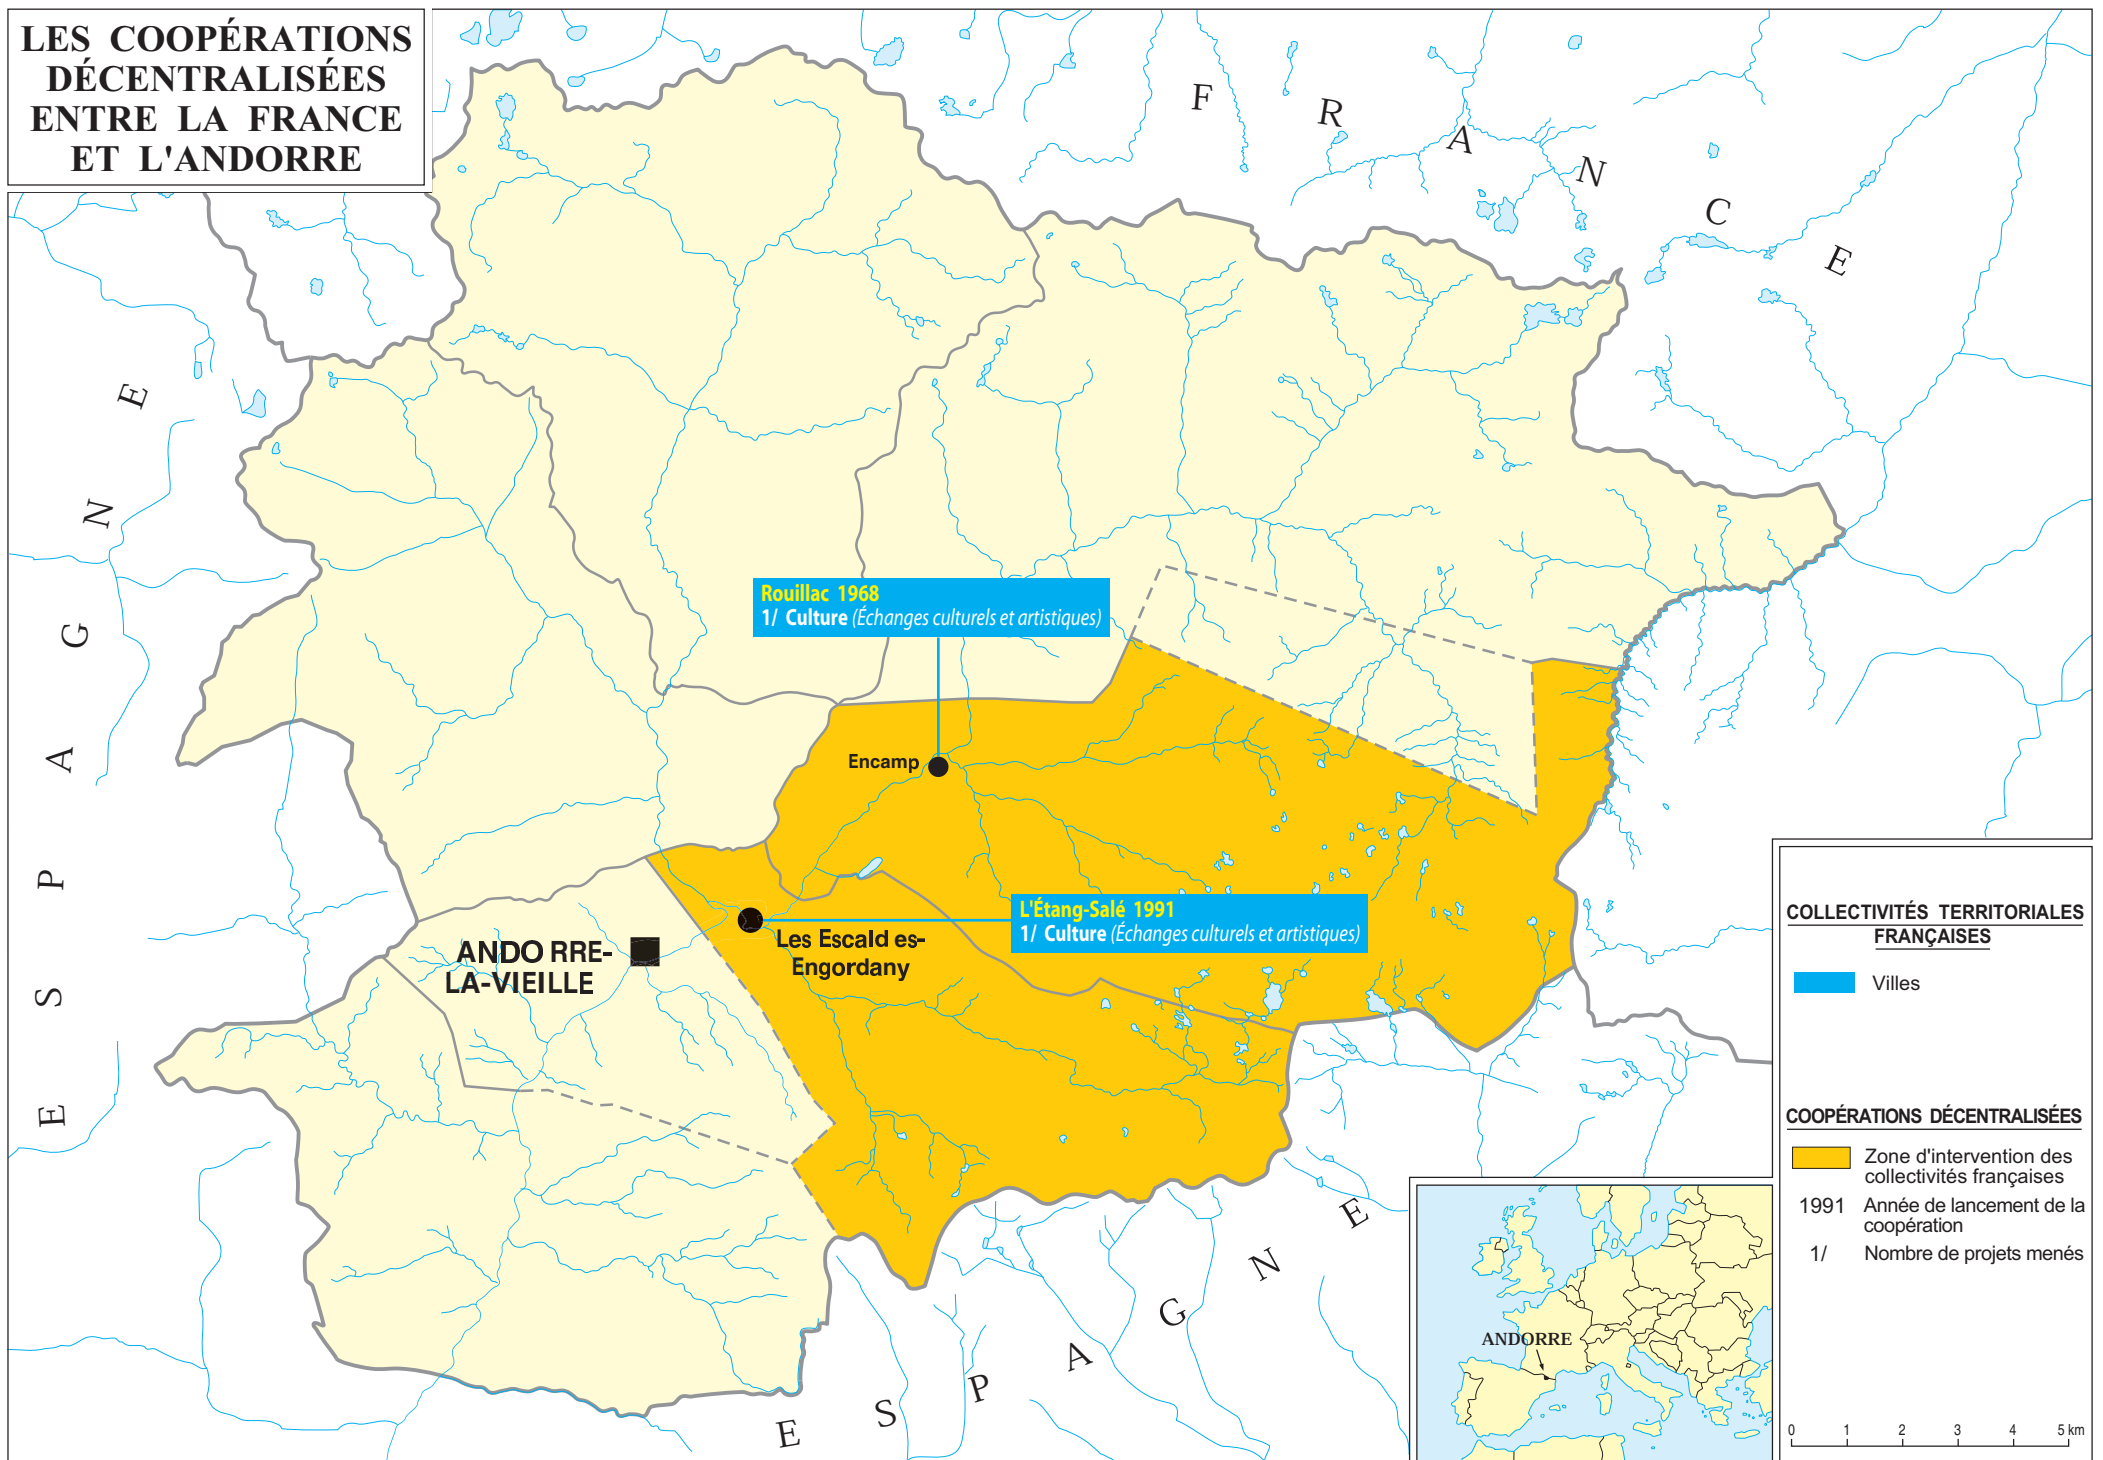 LES COOPÉRATIONS
DÉCENTRALISÉES
ENTRE LA FRANCE
ET L'ANDORRE
FRANCE
ESPAGNE
Rouillac 1968
1/ Culture (Échanges culturels et artistiques)
Encamp
L'Étang-Salé 1991
1/ Culture (Échanges culturels et artistiques)
Les Escald es-
Engordany
ANDO RRE-
LA-VIEILLE
ESPAGNE
COLLECTIVITÉS TERRITORIALES
FRANÇAISES
Villes
COOPÉRATIONS DÉCENTRALISÉES
Zone d'intervention des
collectivités françaises
1991 Année de lancement de la
coopération
1/ Nombre de projets menés
ANDORRE
0 1 2 3 4 5 km